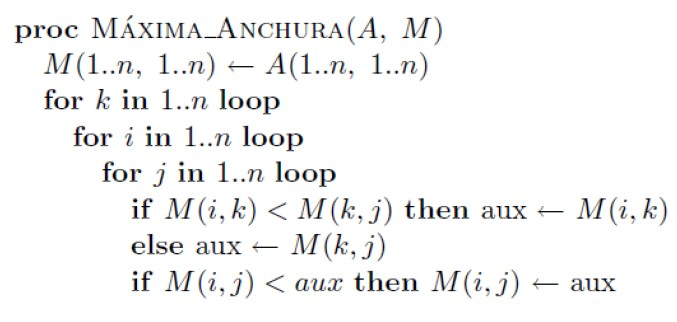 proc MÁXIMA_ANCHURA(A, M)
M(1..n, 1..n) ← A(1..n, 1..n)
for k in 1..n loop
for i in 1..n loop
for j in 1..n loop
if M(i, k) < M(k, j) then aux ← M(i, k)
else aux ← M(k, j)
if M(i, j) < aux then M(i, j) ← aux